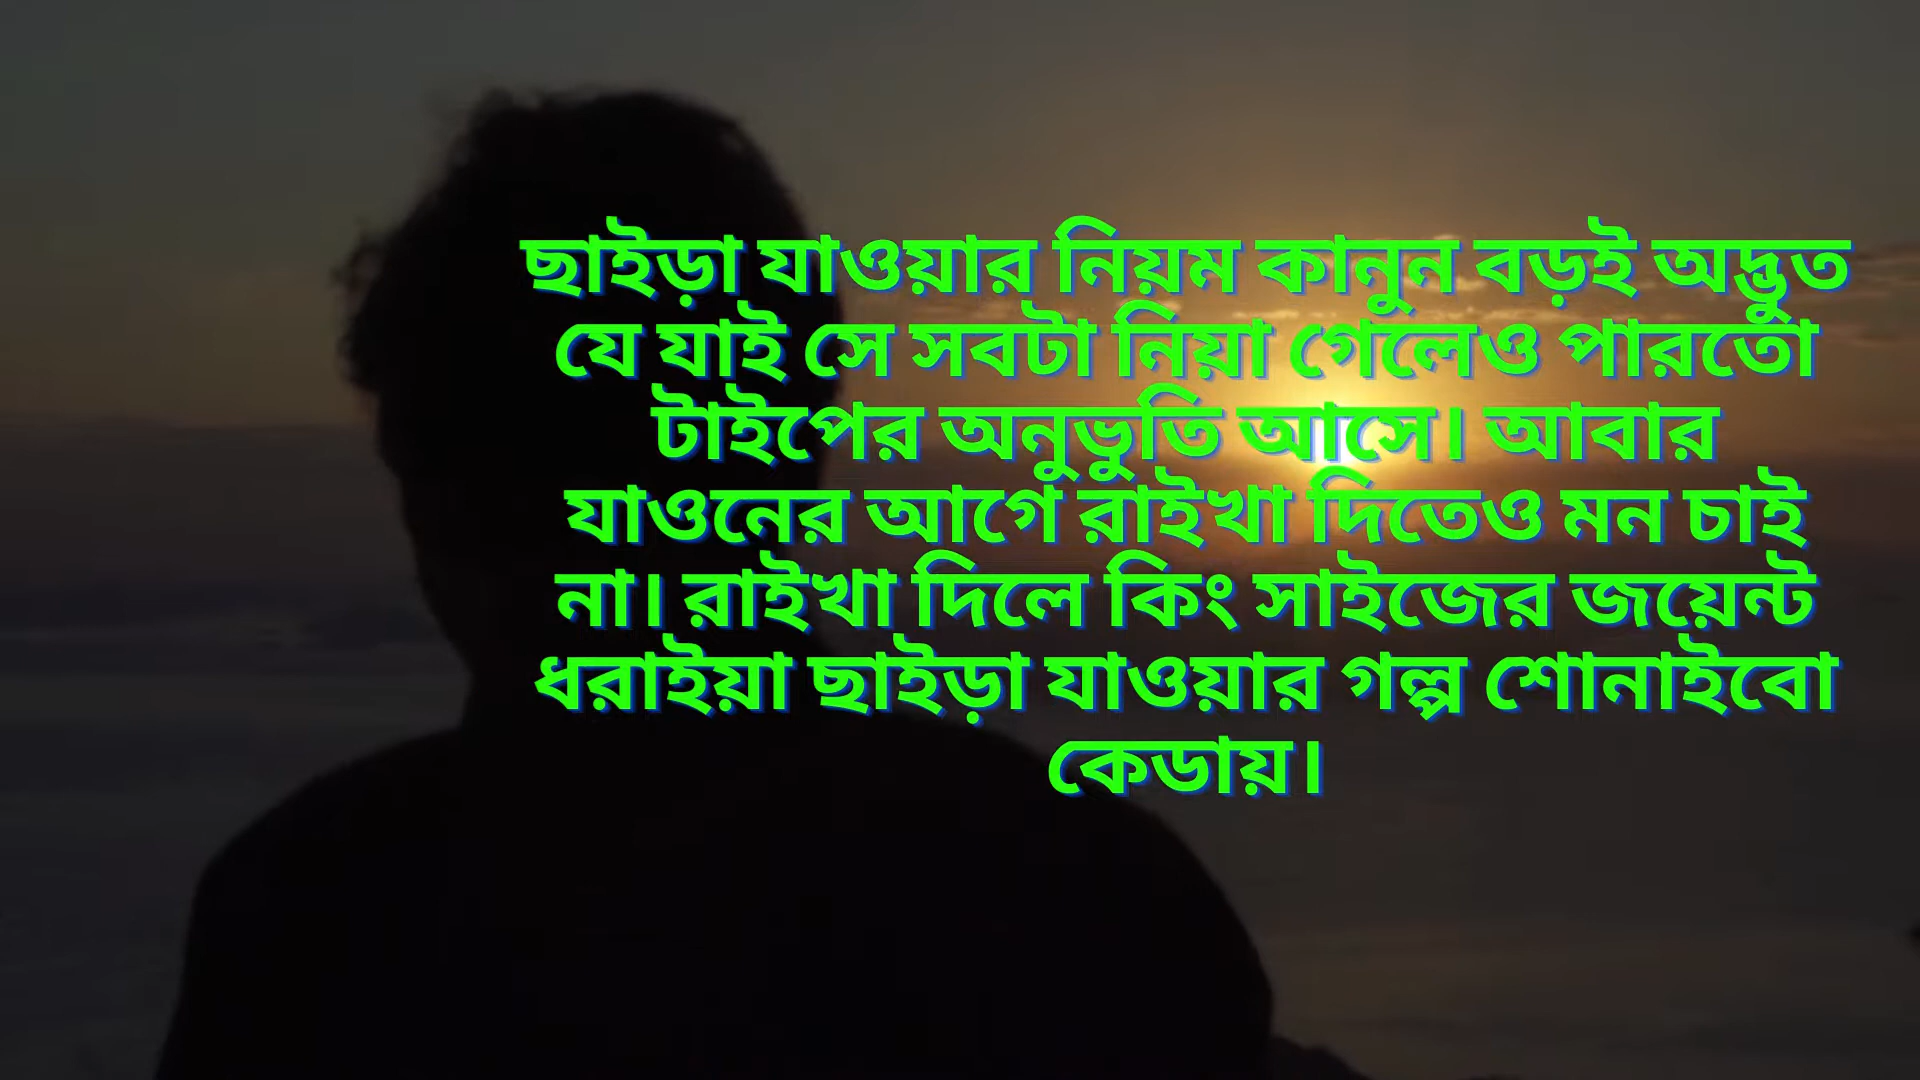 ছাইড়া যাওয়ার নিয়ম কানুন বড়ই অদ্ভুত
যে যাই সে সবটা নিয়া গেলেও পারতো
টাইপের অনুভুতি আসে। আবার
যাওনের আগে রাইখা দিতেও মন চাই
না। রাইখা দিলে কিং সাইজের জয়েন্ট
ধরাইয়া ছাইড়া যাওয়ার গল্প শোনাইবো
কেডায়।